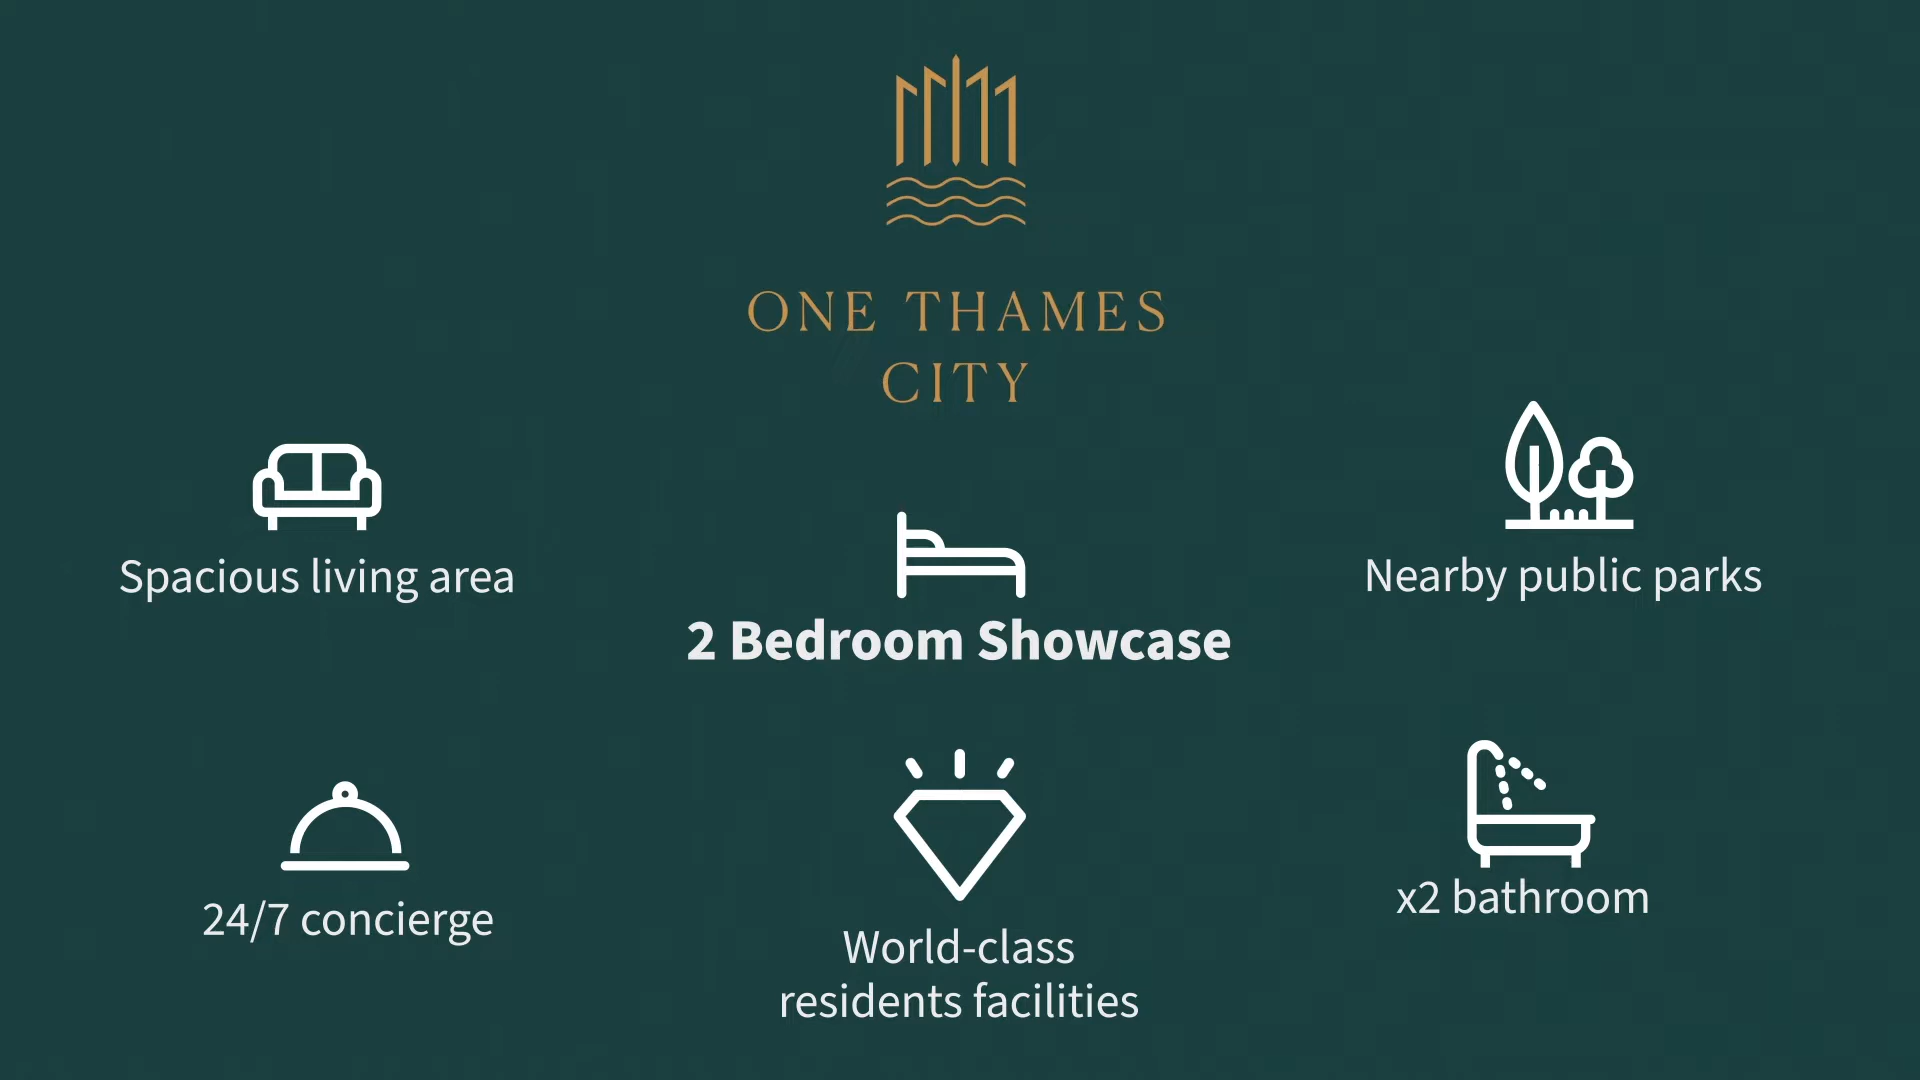 ONE THAMES
CITY
Spacious living area
2 Bedroom Showcase
Nearby public parks
24/7 concierge
World-class
residents facilities
x2 bathroom